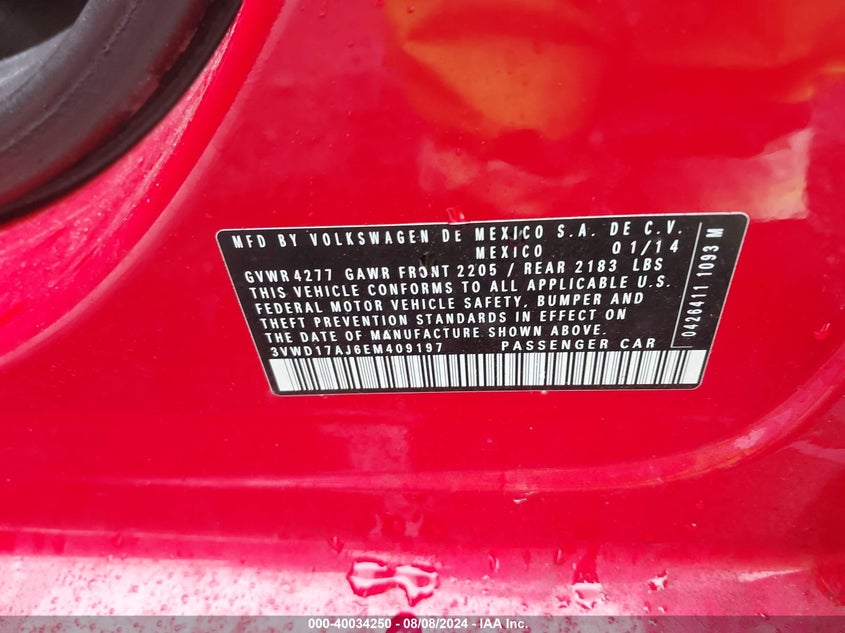 MFD BY VOLKSWAGEN DE MEXICO S.A. DE C.V.
MEXICO 01/14
GVWR 4277 GAWR FRONT 2205 / REAR 2183 LBS
THIS VEHICLE CONFORMS TO ALL APPLICABLE U.S.
FEDERAL MOTOR VEHICLE SAFETY, BUMPER AND
THEFT PREVENTION STANDARDS IN EFFECT ON
THE DATE OF MANUFACTURE SHOWN ABOVE.
3VWD17AJ6EM409197 PASSENGER CAR
0426411 1093 M
000-40034250 - 08/08/2024 - IAA Inc.